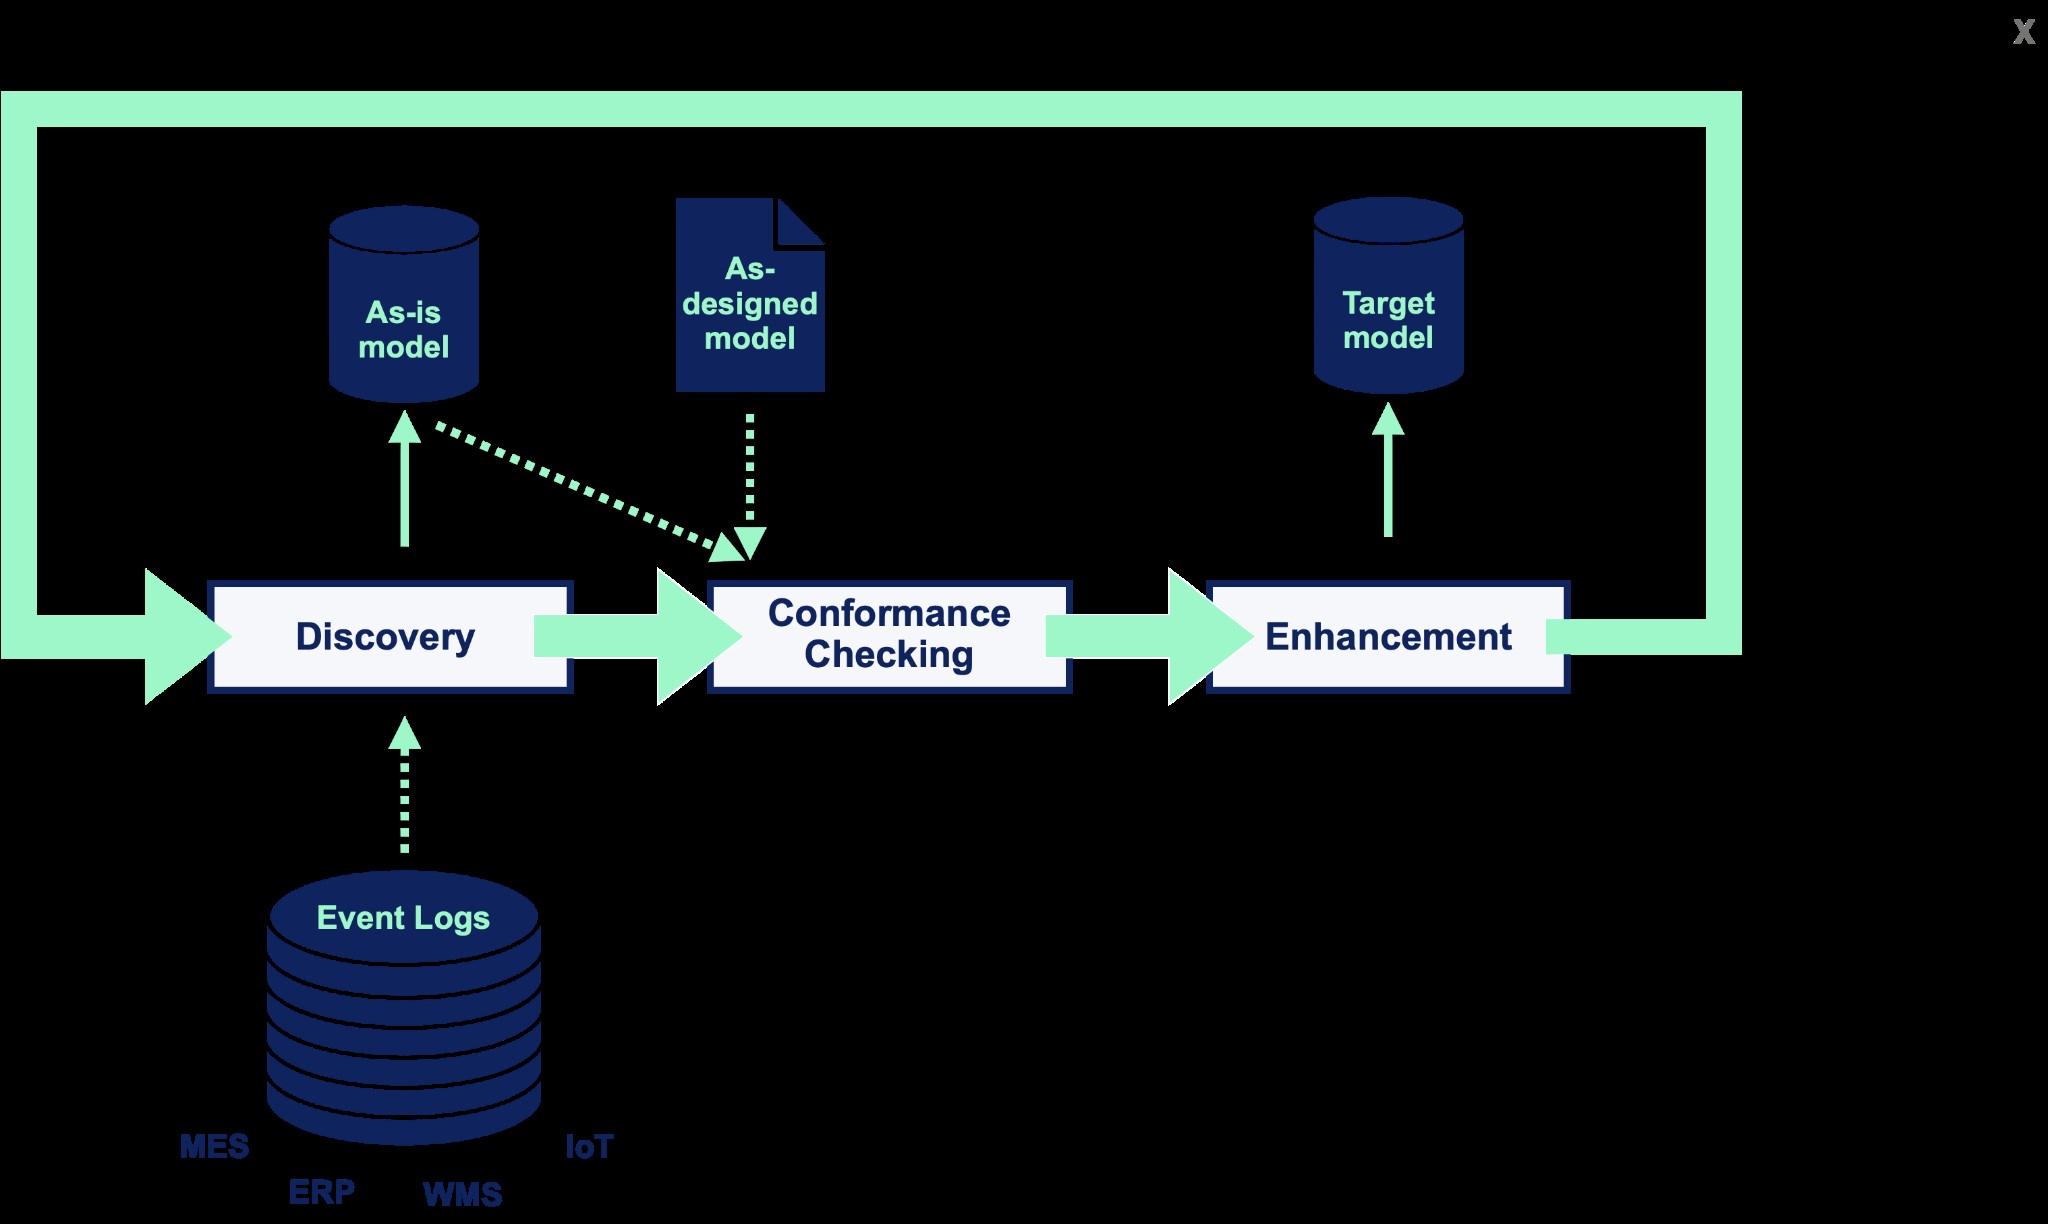 X
As-is
model
As-
designed
model
Target
model
Discovery
Conformance
Checking
Enhancement
Event Logs
MES
IoT
ERP
WMS